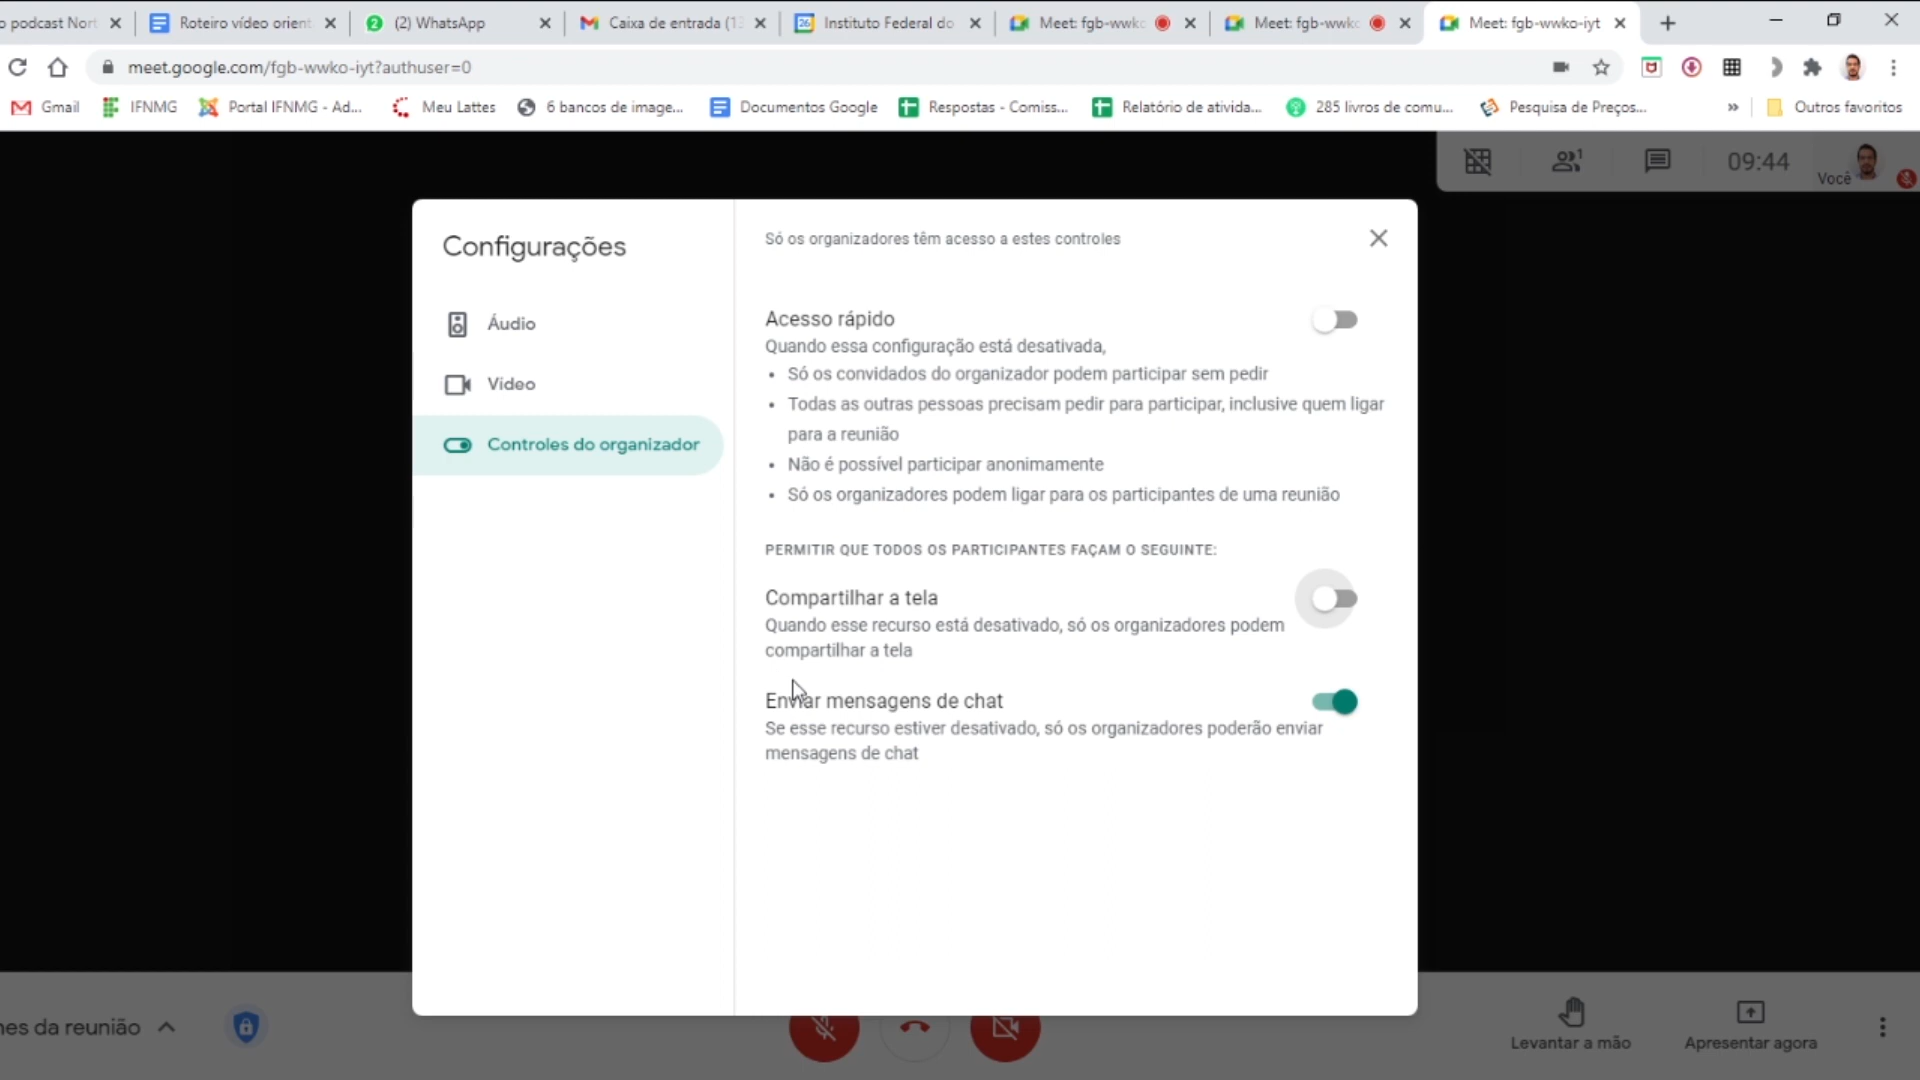 o podcast Nort
Roteiro vídeo orient
(2) WhatsApp
Caixa de entrada (13
Instituto Federal do
Meet: fgb-wwko
Meet: fgb-wwko
Meet: fgb-wwko-iyt
meet.google.com/fgb-wwko-iyt?authuser=0
Gmail
IFNMG
Portal IFNMG - Ad...
Meu Lattes
6 bancos de image...
Documentos Google
Respostas - Comiss...
Relatório de ativida...
285 livros de comu...
Pesquisa de Preços...
»
Outros favoritos
1
09:44
Você
Configurações
Áudio
Video
Controles do organizador
Só os organizadores têm acesso a estes controles
Acesso rápido
Quando essa configuração está desativada,
• Só os convidados do organizador podem participar sem pedir
• Todas as outras pessoas precisam pedir para participar, inclusive quem ligar
para a reunião
• Não é possível participar anonimamente
• Só os organizadores podem ligar para os participantes de uma reunião
PERMITIR QUE TODOS OS PARTICIPANTES FAÇAM O SEGUINTE:
Compartilhar a tela
Quando esse recurso está desativado, só os organizadores podem
compartilhar a tela
Enviar mensagens de chat
Se esse recurso estiver desativado, só os organizadores poderão enviar
mensagens de chat
nes da reunião
Levantar a mão
Apresentar agora